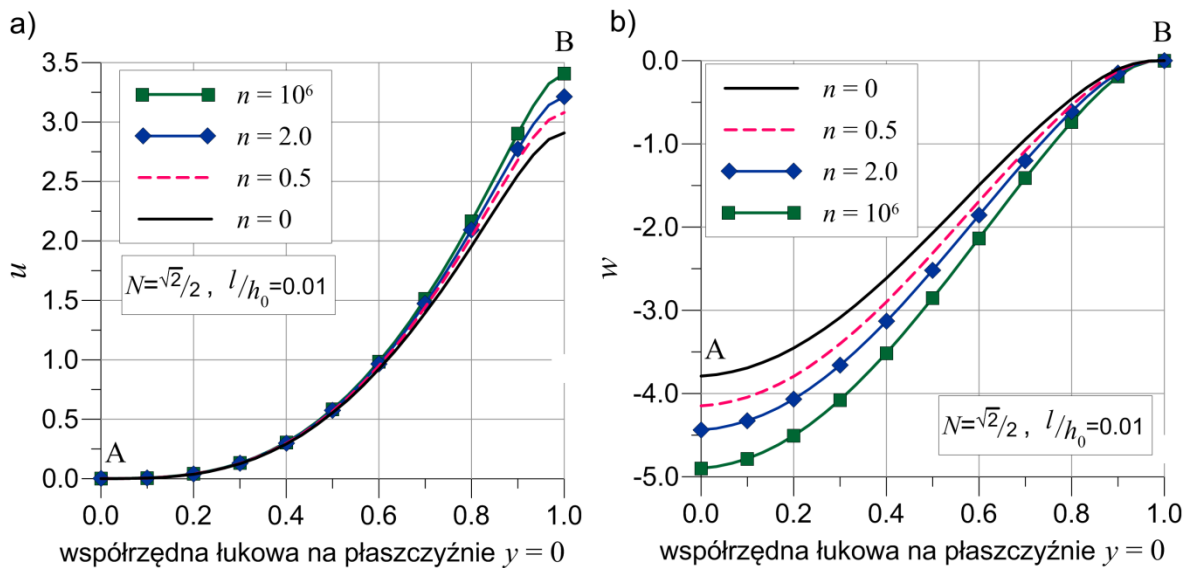 a)
B
3.5
3.0
2.5
2.0
1.5
1.0
0.5
0.0
u
n = 10⁶
n = 2.0
n = 0.5
n = 0
N=√2/2 , l/h₀=0.01
A
0.0 0.2 0.4 0.6 0.8 1.0
współrzędna łukowa na płaszczyźnie y = 0
b)
B
0.0
-1.0
-2.0
-3.0
-4.0
-5.0
w
n = 0
n = 0.5
n = 2.0
n = 10⁶
A
N=√2/2 , l/h₀=0.01
0.0 0.2 0.4 0.6 0.8 1.0
współrzędna łukowa na płaszczyźnie y = 0